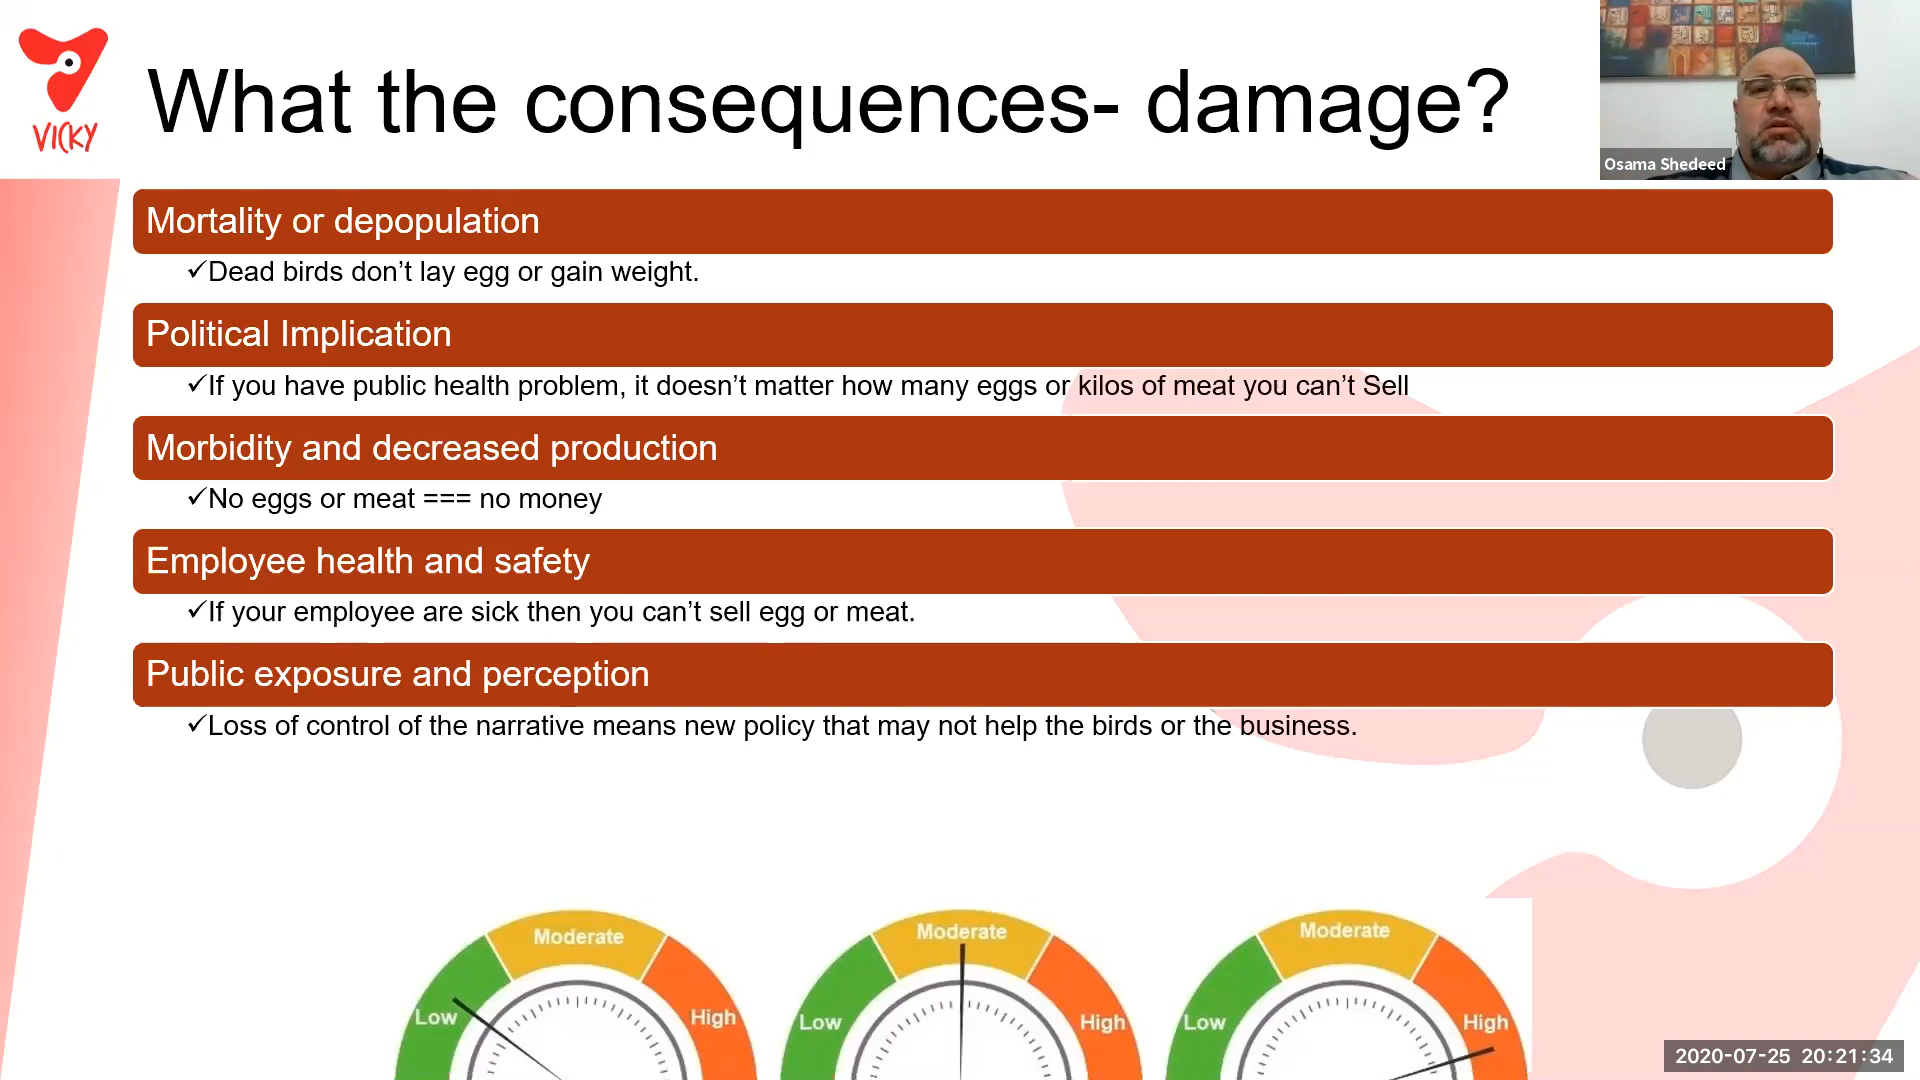 VICKY
What the consequences- damage?
Osama Shedeed
Mortality or depopulation
✓Dead birds don’t lay egg or gain weight.
Political Implication
✓If you have public health problem, it doesn’t matter how many eggs or kilos of meat you can’t Sell
Morbidity and decreased production
✓No eggs or meat === no money
Employee health and safety
✓If your employee are sick then you can’t sell egg or meat.
Public exposure and perception
✓Loss of control of the narrative means new policy that may not help the birds or the business.
Low Moderate High
Low Moderate High
Low Moderate High
2020-07-25 20:21:34